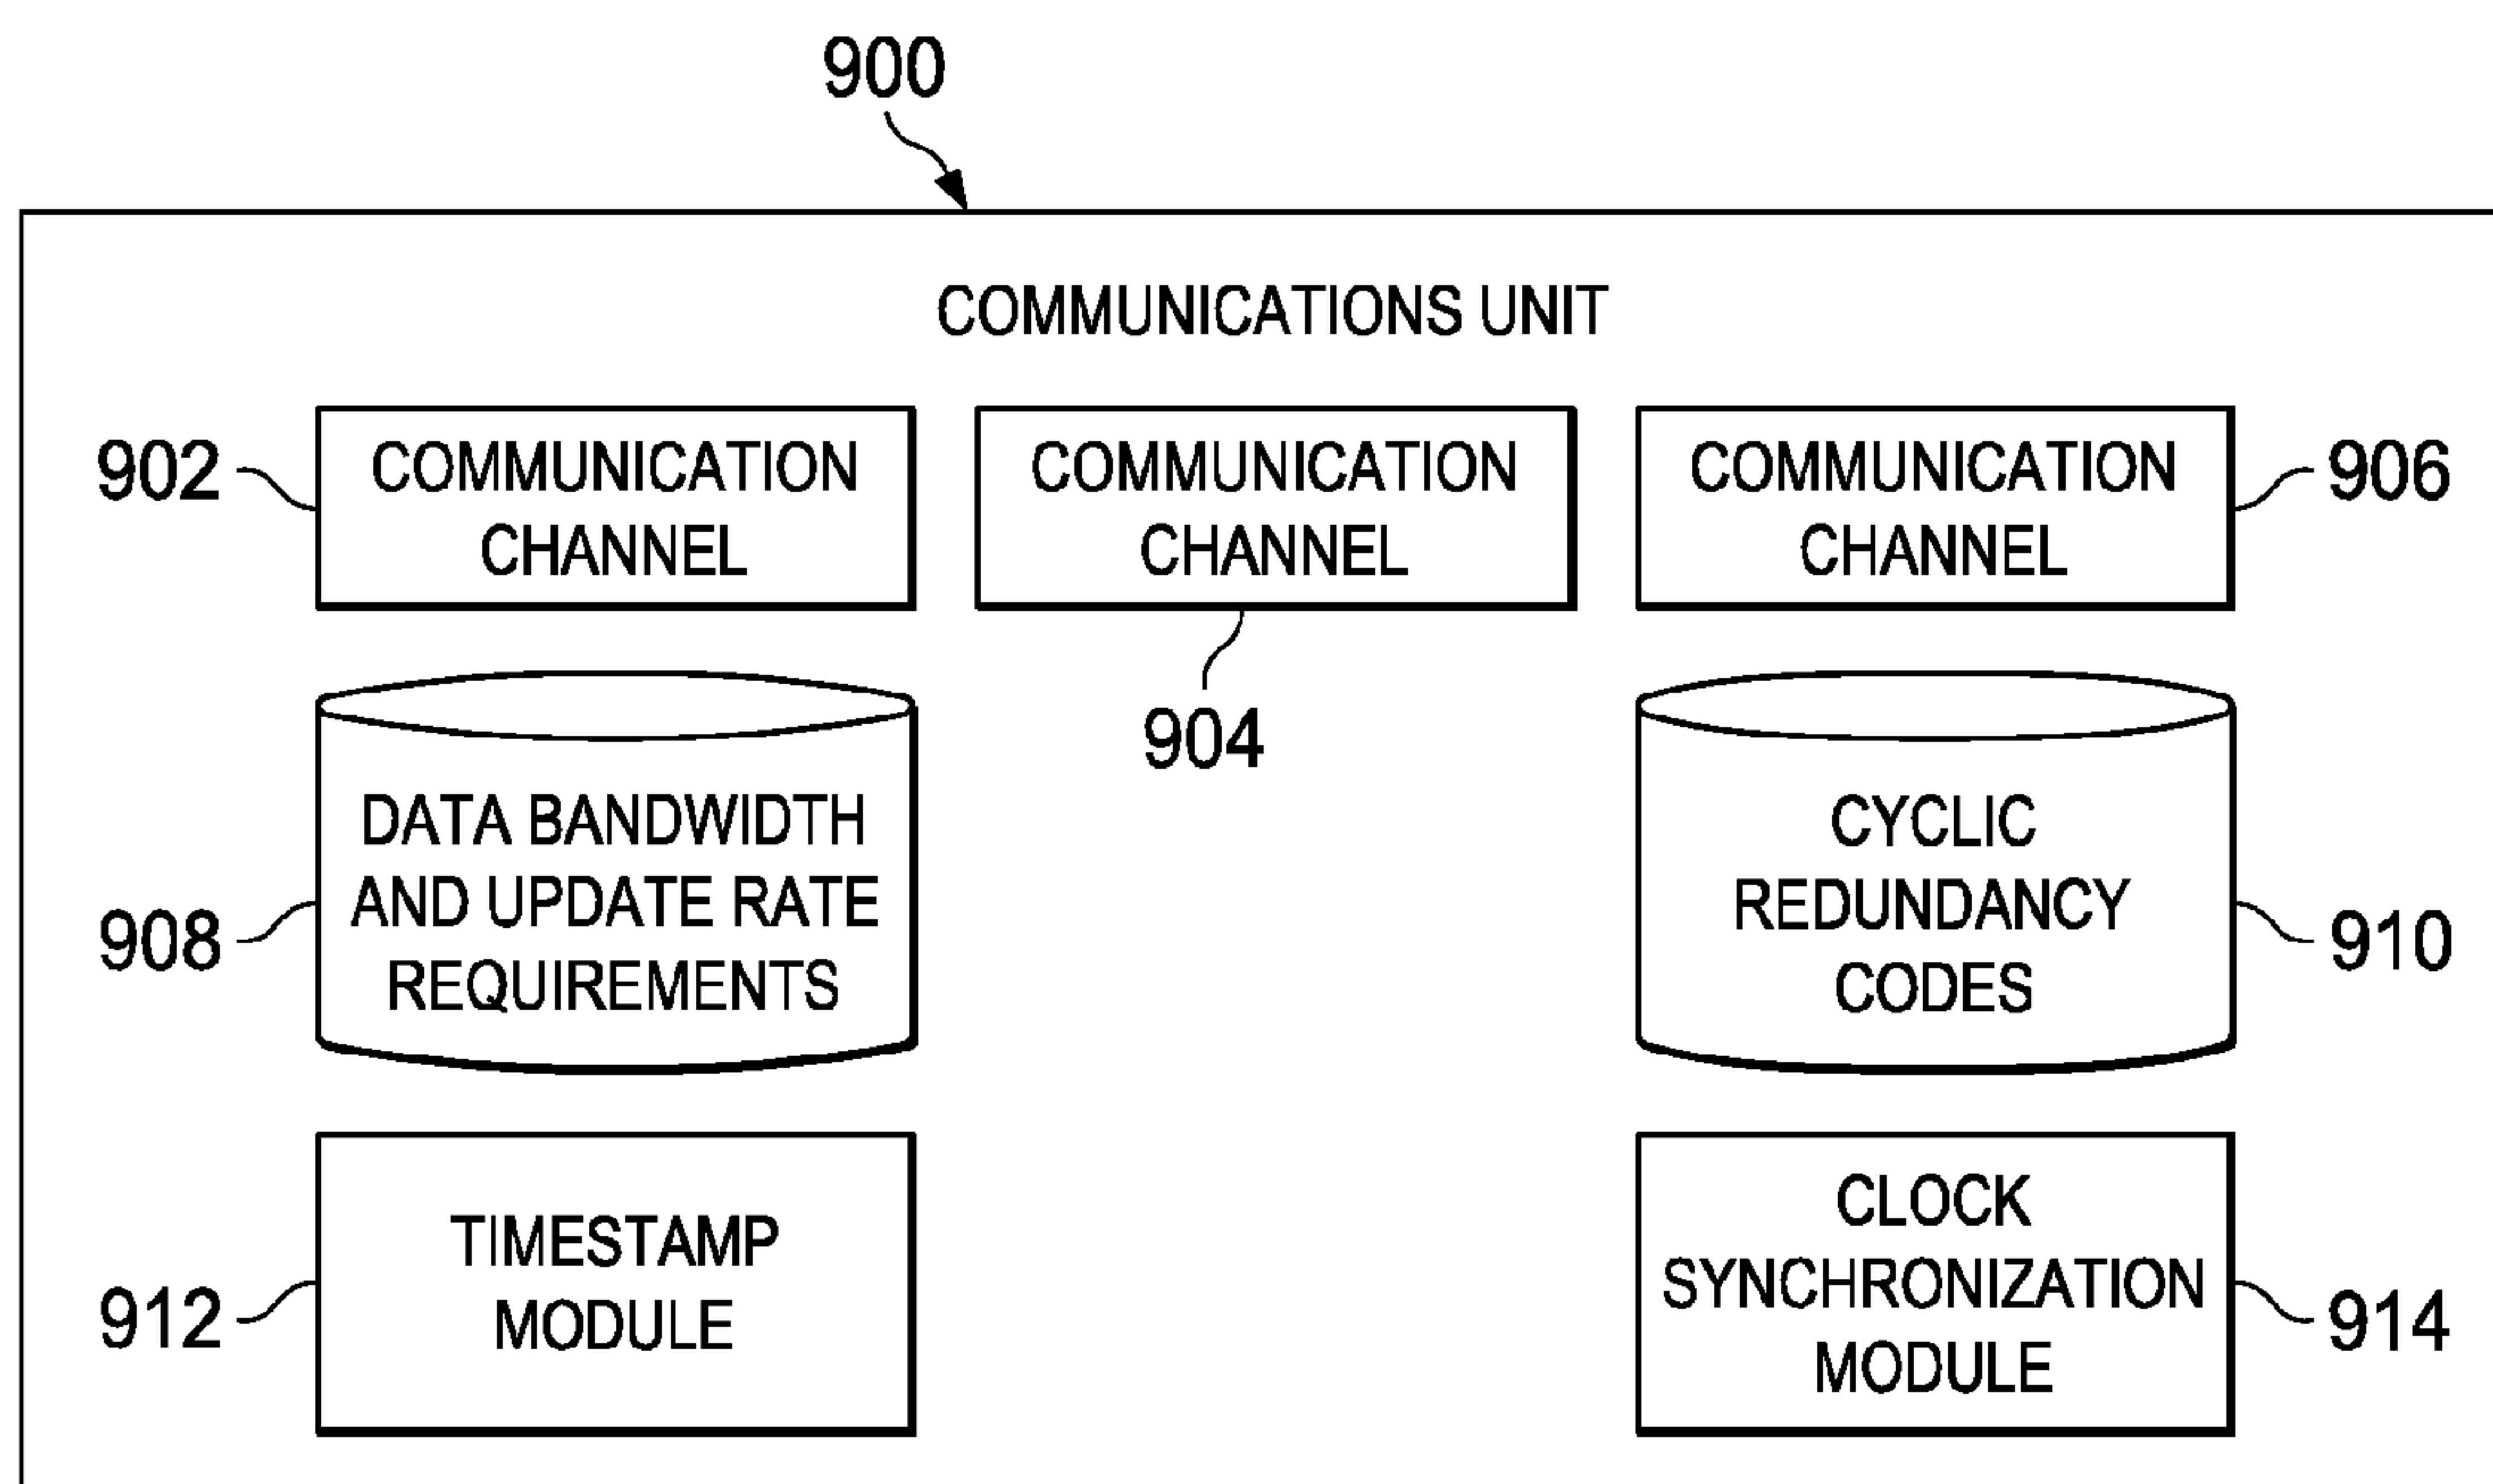 900
COMMUNICATIONS UNIT
902
COMMUNICATION
CHANNEL
COMMUNICATION
CHANNEL
904
COMMUNICATION
CHANNEL
906
908
DATA BANDWIDTH
AND UPDATE RATE
REQUIREMENTS
CYCLIC
REDUNDANCY
CODES
910
912
TIMESTAMP
MODULE
CLOCK
SYNCHRONIZATION
MODULE
914